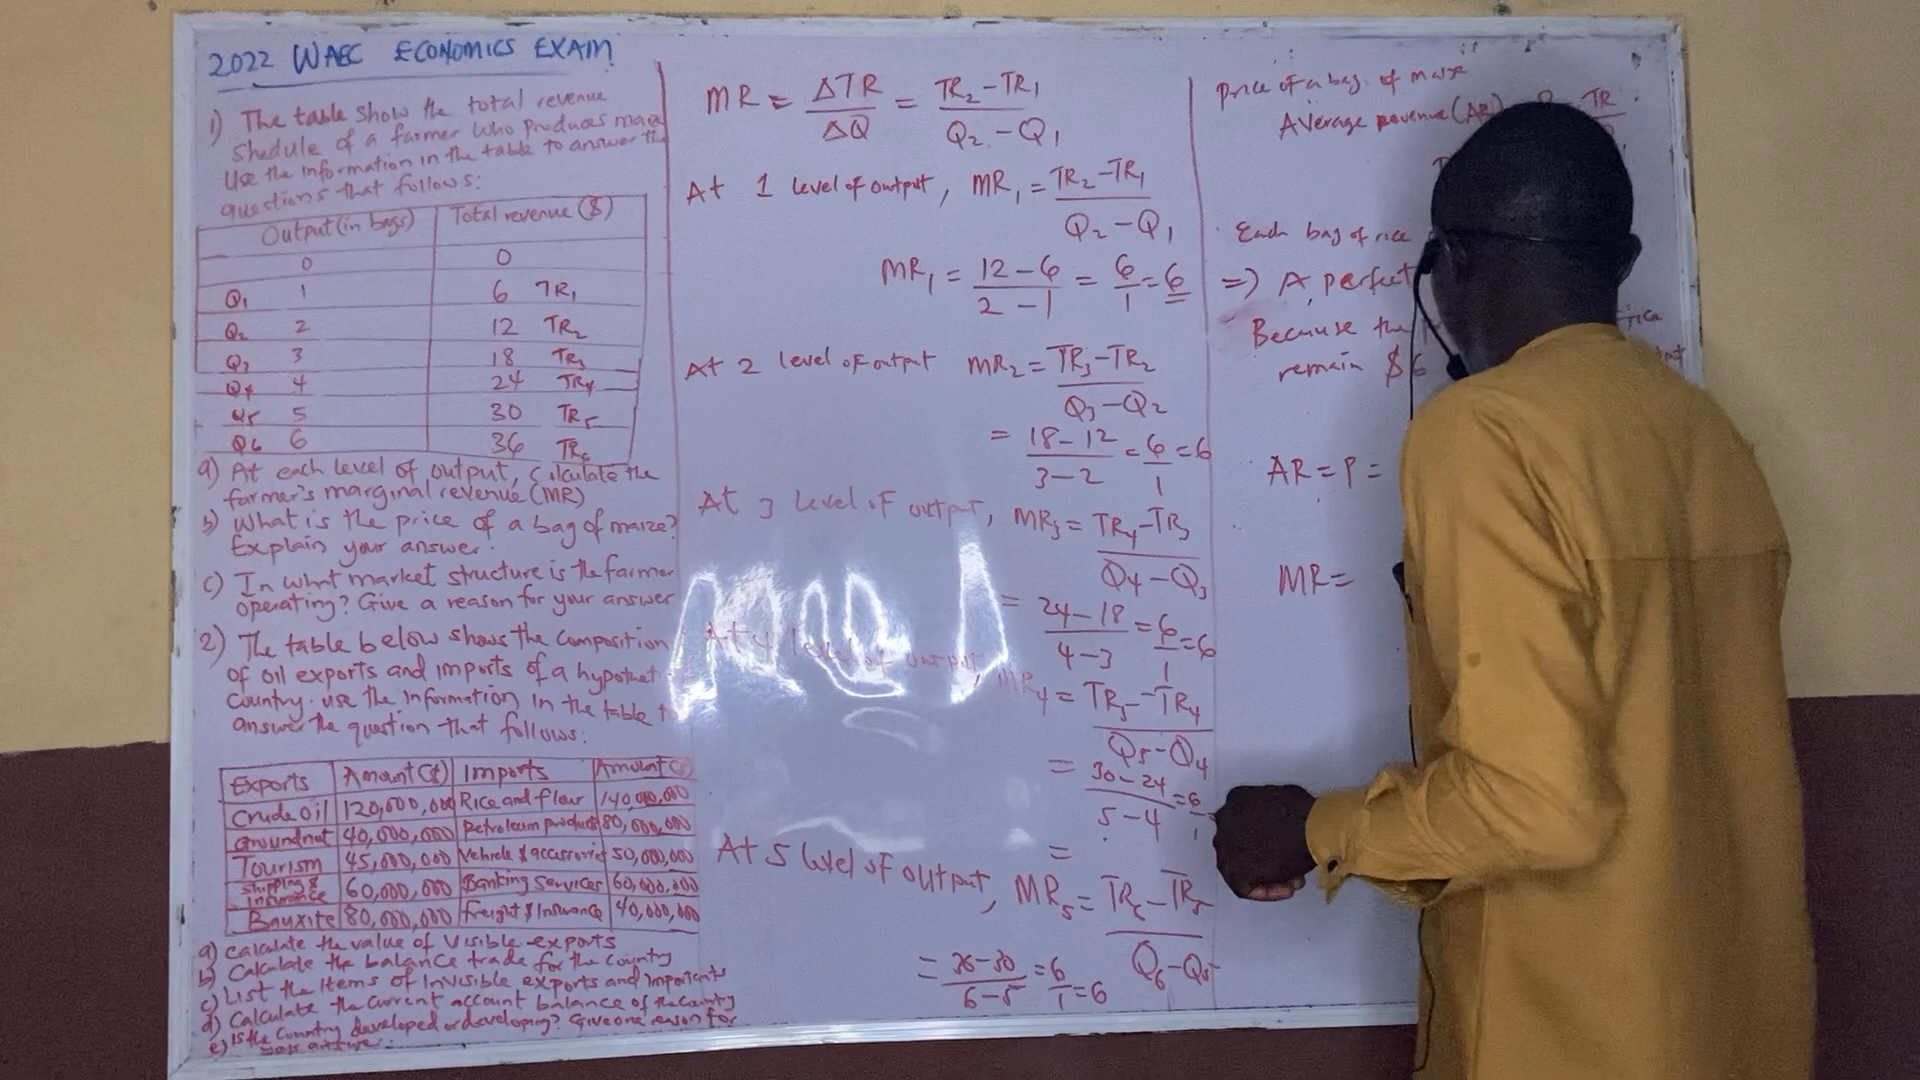 2022 WAEC ECONOMICS EXAM
1) The table show the total revenue
Shedule of a farmer who produces
Use the information in the table to answer the
questions that follows:
Output (in bags) Total revenue ($)
0 0
Q1 1 6 TR1
Q2 2 12 TR2
Q3 3 18 TR3
Q4 4 24 TR4
Q5 5 30 TR5
Q6 6 36 TR6
a) At each level of output, calculate the
farmer's marginal revenue (MR)
b) What is the price of a bag of maize?
Explain your answer.
c) In what market structure is the farmer
operating? Give a reason for your answer
2) The table below shows the composition
of oil exports and imports of a
Country. use the information in the table
answer the question that follows:
Exports Amount ($) Imports Amount ($)
Crude oil 120,000,000 Rice and flour 140,000,000
Groundnut 40,000,000 Petroleum product 80,000,000
Tourism 45,000,000 Vehicle & accessories 50,000,000
Shipping & insurance 60,000,000 Banking services 60,000,000
Bauxite 80,000,000 Freight & Insurance 40,000,000
a) calculate the value of visible exports
b) Calculate the balance trade for the country
c) List the items of Invisible exports and
d) Calculate the current account balance of the country
e) Is the country developed or developing? Give one reason for
your answer.
MR = ΔTR/ΔQ = TR2-TR1/Q2-Q1
At 1 level of output, MR1 = TR2-TR1/Q2-Q1
MR1 = 12-6/2-1 = 6/1 = 6
At 2 level of output MR2 = TR3-TR2/Q3-Q2
= 18-12/3-2 = 6/1 = 6
At 3 level of output, MR3 = TR4-TR3/Q4-Q3
= 24-18/4-3 = 6/1 = 6
At 4 level of output, MR4 = TR5-TR4/Q5-Q4
= 30-24/5-4 = 6/1
=
At 5 level of output, MR5 = TR6-TR5/Q6-Q5
= 36-30/6-5 = 6/1 = 6
Price of a bag of maize
Average revenue (AR) TR
Each bag of rice
=> A perfect
Because the
remain $6
AR = P =
MR =